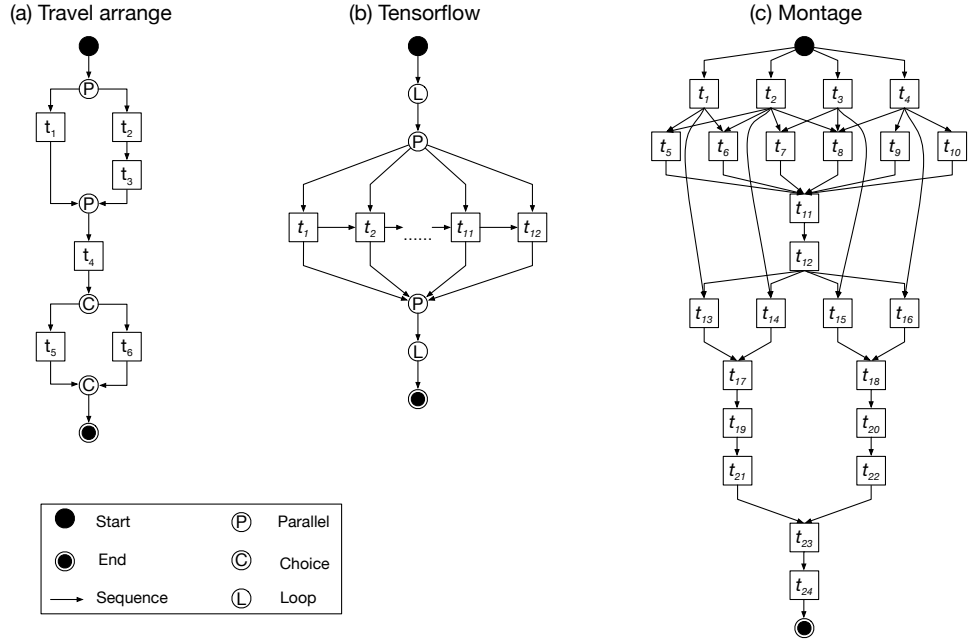 (a) Travel arrange
(b) Tensorflow
(c) Montage
P
t1
t2
t3
P
t4
C
t5
t6
C
L
P
t1
t2
......
t11
t12
P
L
t1
t2
t3
t4
t5
t6
t7
t8
t9
t10
t11
t12
t13
t14
t15
t16
t17
t18
t19
t20
t21
t22
t23
t24
Start
P Parallel
End
C Choice
Sequence
L Loop